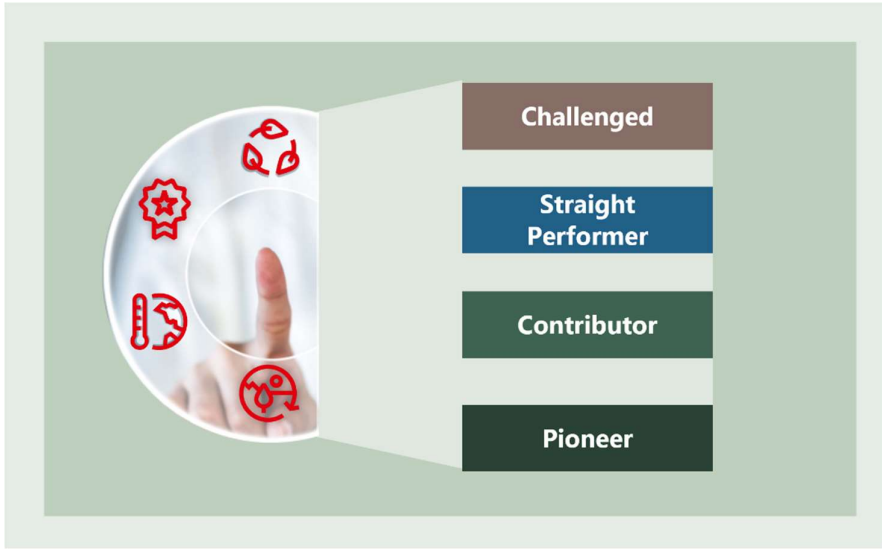 Challenged
Straight
Performer
Contributor
Pioneer